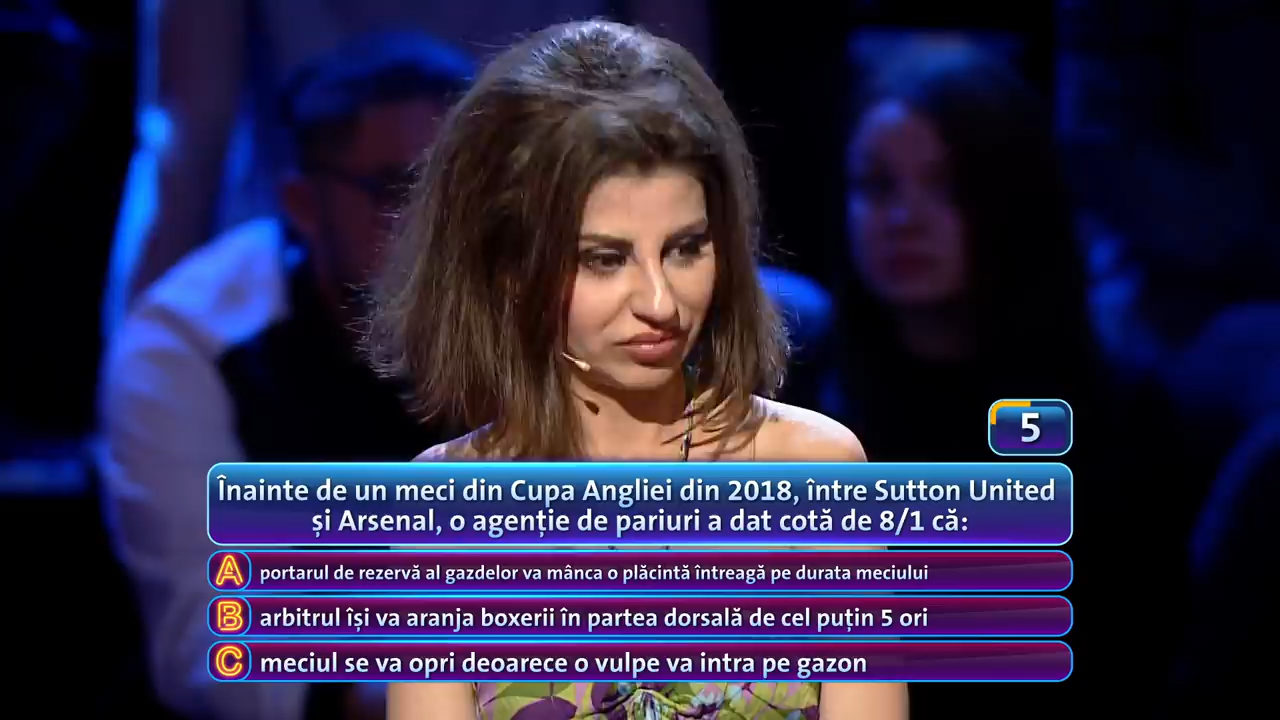 5
Înainte de un meci din Cupa Angliei din 2018, între Sutton United
și Arsenal, o agenție de pariuri a dat cotă de 8/1 că:
A portarul de rezervă al gazdelor va mânca o plăcintă întreagă pe durata meciului
B arbitrul își va aranja boxerii în partea dorsală de cel puțin 5 ori
C meciul se va opri deoarece o vulpe va intra pe gazon